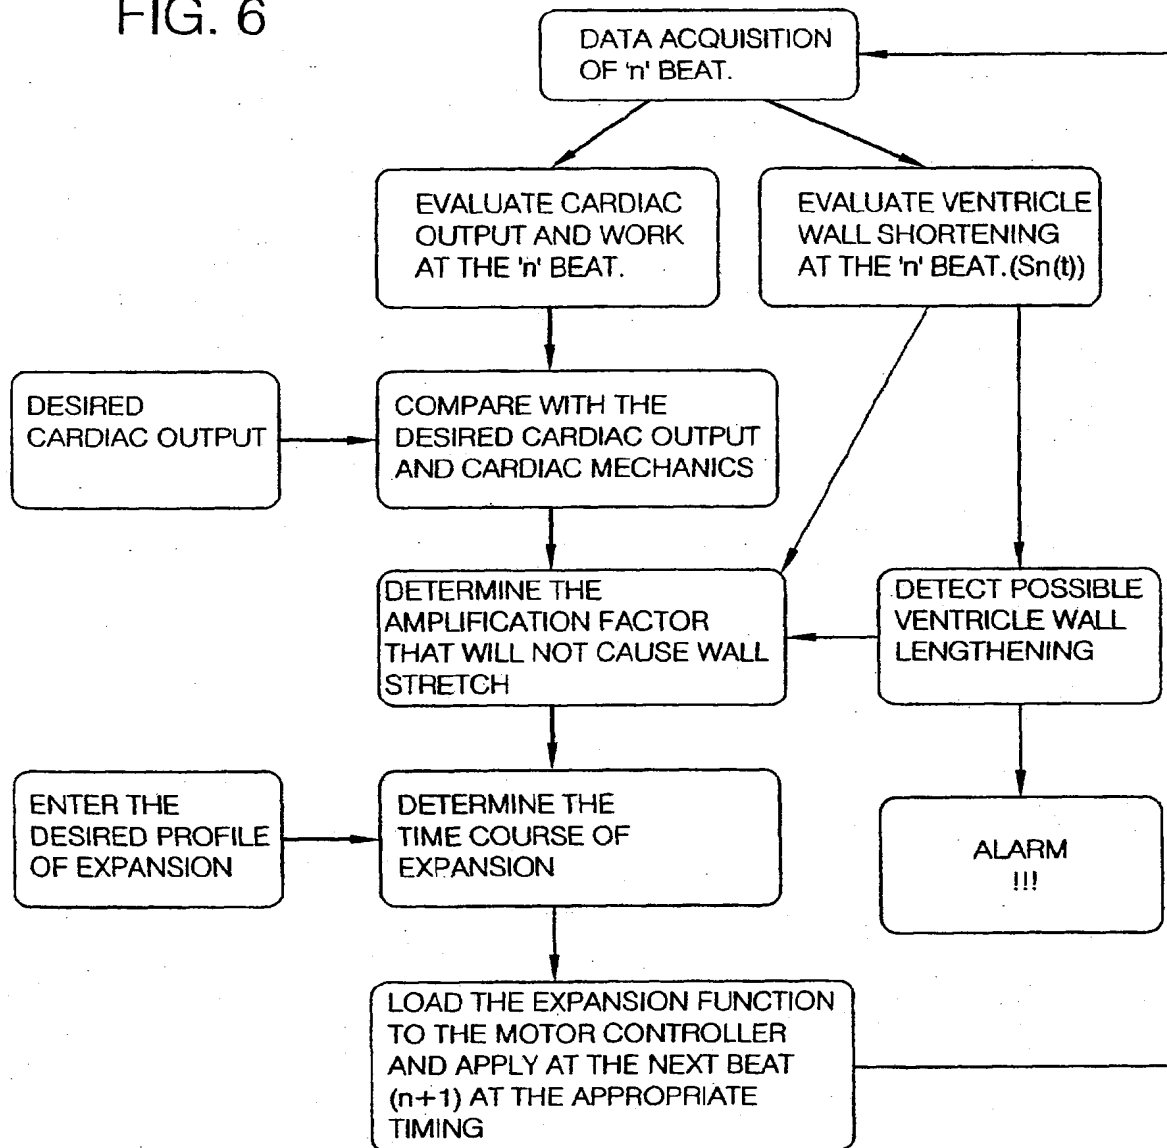 FIG. 6
DATA ACQUISITION
OF 'n' BEAT.
EVALUATE CARDIAC
OUTPUT AND WORK
AT THE 'n' BEAT.
EVALUATE VENTRICLE
WALL SHORTENING
AT THE 'n' BEAT.(Sn(t))
DESIRED
CARDIAC OUTPUT
COMPARE WITH THE
DESIRED CARDIAC OUTPUT
AND CARDIAC MECHANICS
DETERMINE THE
AMPLIFICATION FACTOR
THAT WILL NOT CAUSE WALL
STRETCH
DETECT POSSIBLE
VENTRICLE WALL
LENGTHENING
ENTER THE
DESIRED PROFILE
OF EXPANSION
DETERMINE THE
TIME COURSE OF
EXPANSION
ALARM
!!!
LOAD THE EXPANSION FUNCTION
TO THE MOTOR CONTROLLER
AND APPLY AT THE NEXT BEAT
(n+1) AT THE APPROPRIATE
TIMING